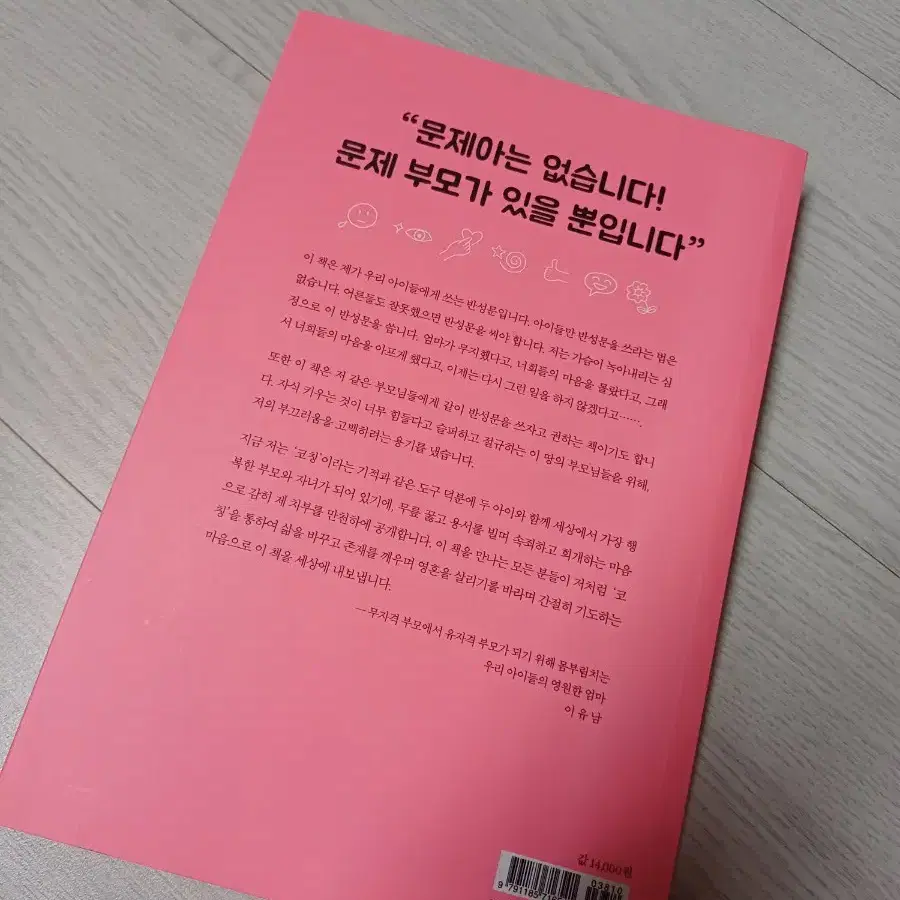 “문제아는 없습니다!
문제 부모가 있을 뿐입니다”
이 책은 제가 우리 아이들에게 쓰는 반성문입니다. 아이들만 반성문을 쓰라는 법은
없습니다. 어른들도 잘못했으면 반성문을 써야 합니다. 저는 가슴이 녹아내리는 심
정으로 이 반성문을 씁니다. 엄마가 무지했다고, 너희들의 마음을 몰랐다고, 그래
서 너희들의 마음을 아프게 했다고, 이제는 다시 그런 일을 하지 않겠다고…….
또한 이 책은 저 같은 부모님들에게 같이 반성문을 쓰자고 권하는 책이기도 합니
다. 자식 키우는 것이 너무 힘들다고 슬퍼하고 절규하는 이 땅의 부모님들을 위해,
저의 부끄러움을 고백하려는 용기를 냈습니다.
지금 저는 ‘코칭’이라는 기적과 같은 도구 덕분에 두 아이와 함께 세상에서 가장 행
복한 부모와 자녀가 되어 있기에, 무릎 꿇고 용서를 빌며 속죄하고 회개하는 마음
으로 감히 제 치부를 만천하에 공개합니다. 이 책을 만나는 모든 분들이 저처럼 ‘코
칭’을 통하여 삶을 바꾸고 존재를 깨우며 영혼을 살리기를 바라며 간절히 기도하는
마음으로 이 책을 세상에 내보냅니다.
— 무자격 부모에서 유자격 부모가 되기 위해 몸부림치는
우리 아이들의 영원한 엄마
이 유 남
값 14,000원
03810